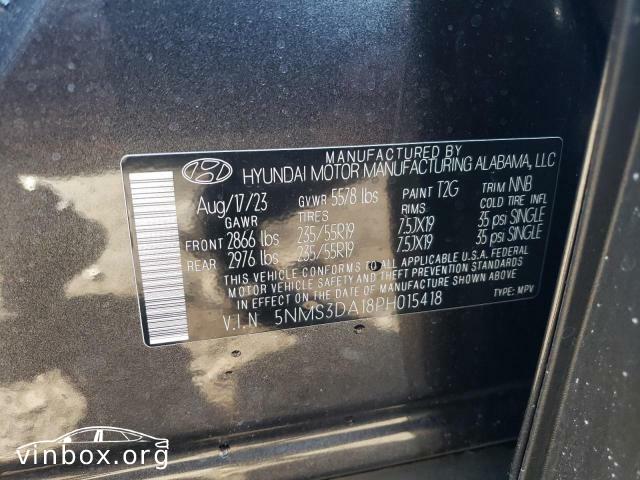 MANUFACTURED BY
HYUNDAI MOTOR MANUFACTURING ALABAMA, LLC
Aug/17/23 GVWR 5578 lbs PAINT T2G TRIM NNB
GAWR TIRES RIMS COLD TIRE INFL
FRONT 2866 lbs 235/55R19 7.5JX19 35 psi SINGLE
REAR 2976 lbs 235/55R19 7.5JX19 35 psi SINGLE
THIS VEHICLE CONFORMS TO ALL APPLICABLE U.S.A. FEDERAL
MOTOR VEHICLE SAFETY AND THEFT PREVENTION STANDARDS
IN EFFECT ON THE DATE OF MANUFACTURE SHOWN ABOVE.
V.I.N 5NMS3DA18PH015418 TYPE: MPV
vinbox.org